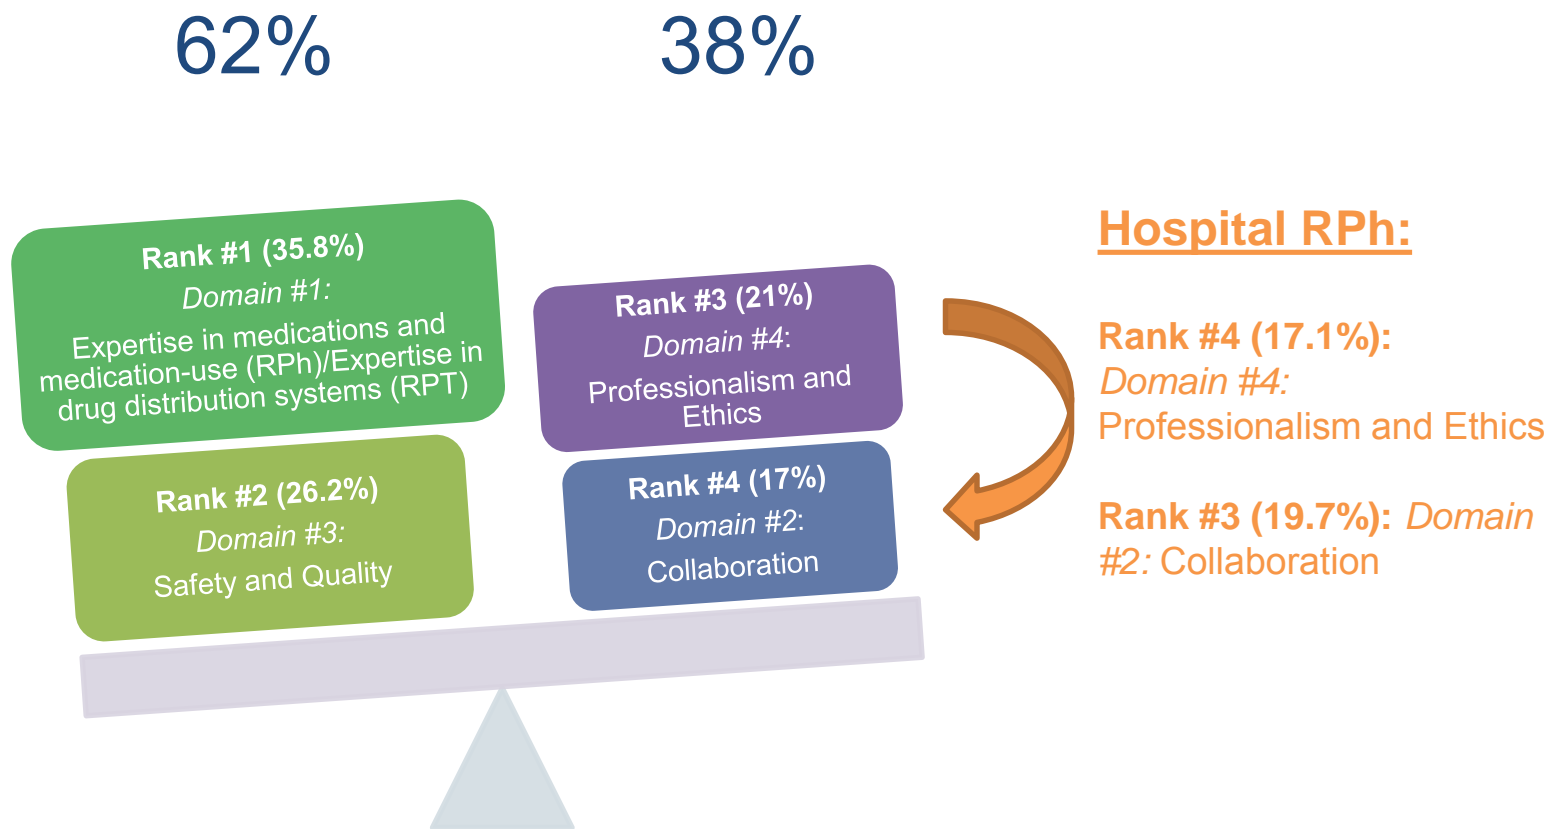 62%
38%
Rank #1 (35.8%)
Domain #1:
Expertise in medications and
medication-use (RPh)/Expertise in
drug distribution systems (RPT)
Rank #2 (26.2%)
Domain #3:
Safety and Quality
Rank #3 (21%)
Domain #4:
Professionalism and
Ethics
Rank #4 (17%)
Domain #2:
Collaboration
Hospital RPh:
Rank #4 (17.1%):
Domain #4:
Professionalism and Ethics
Rank #3 (19.7%): Domain
#2: Collaboration